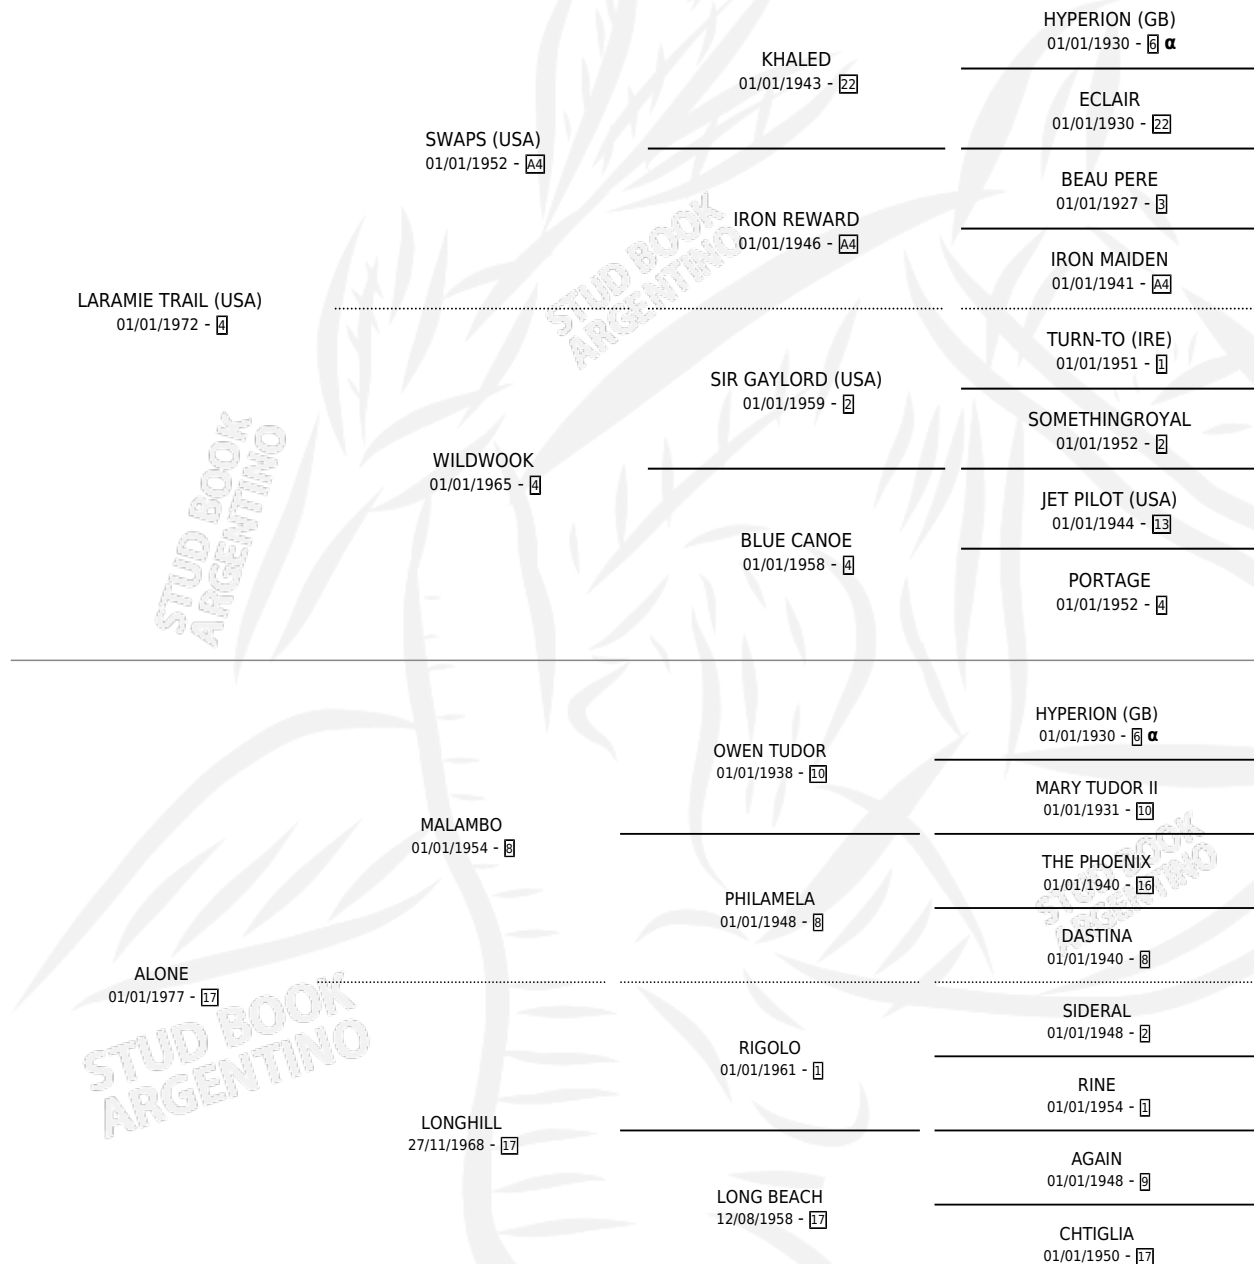 HYPERION (GB)
01/01/1930 - 6 α
KHALED
01/01/1943 - 22
ECLAIR
01/01/1930 - 22
SWAPS (USA)
01/01/1952 - A4
BEAU PERE
01/01/1927 - 3
IRON REWARD
01/01/1946 - A4
IRON MAIDEN
01/01/1941 - A4
LARAMIE TRAIL (USA)
01/01/1972 - 4
STUD BOOK
ARGENTINO
TURN-TO (IRE)
01/01/1951 - 1
SIR GAYLORD (USA)
01/01/1959 - 2
SOMETHINGROYAL
01/01/1952 - 2
WILDWOOK
01/01/1965 - 4
JET PILOT (USA)
01/01/1944 - 13
BLUE CANOE
01/01/1958 - 4
PORTAGE
01/01/1952 - 4
STUD BOOK
ARGENTINO
HYPERION (GB)
01/01/1930 - 6 α
OWEN TUDOR
01/01/1938 - 10
MARY TUDOR II
01/01/1931 - 10
MALAMBO
01/01/1954 - 8
THE PHOENIX
01/01/1940 - 16
PHILAMELA
01/01/1948 - 8
DASTINA
01/01/1940 - 8
STUD BOOK
ARGENTINO
ALONE
01/01/1977 - 17
STUD BOOK
ARGENTINO
SIDERAL
01/01/1948 - 2
RIGOLO
01/01/1961 - 1
RINE
01/01/1954 - 1
LONGHILL
27/11/1968 - 17
AGAIN
01/01/1948 - 9
LONG BEACH
12/08/1958 - 17
CHTIGLIA
01/01/1950 - 17